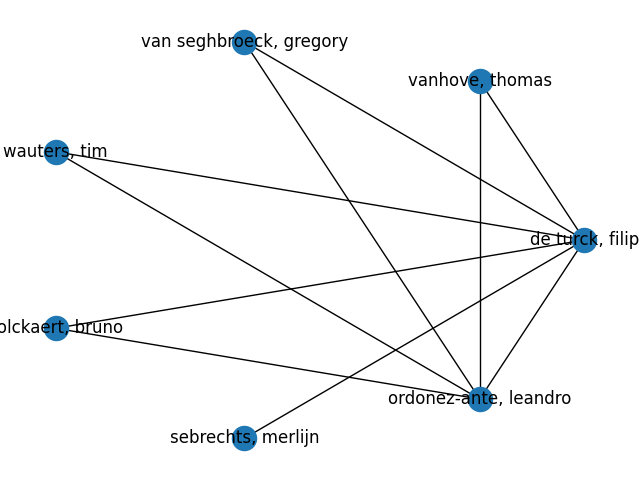 van seghbroeck, gregory
vanhove, thomas
wauters, tim
de turck, filip
olckaert, bruno
ordonez-ante, leandro
sebrechts, merlijn